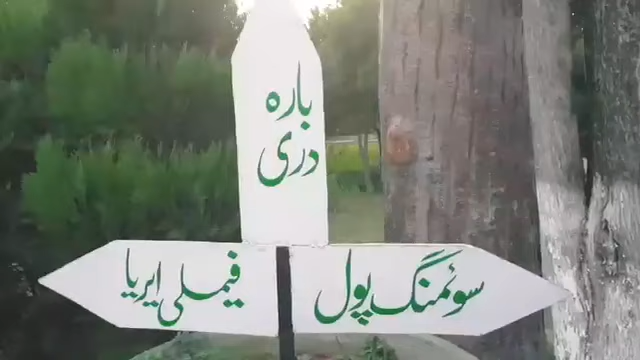 بارہ
دری
سوئمنگ پول
فیملی ایریا